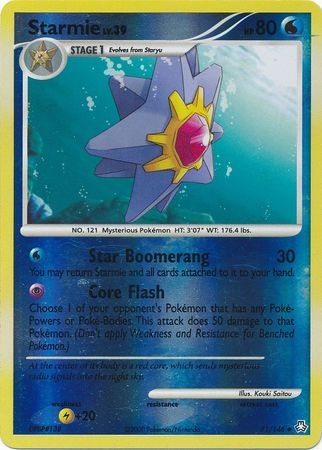 Starmie LV.39
HP 80
STAGE 1 Evolves from Staryu
NO. 121 Mysterious Pokémon HT: 3'07" WT: 176.4 lbs.
Star Boomerang 30
You may return Starmie and all cards attached to it to your hand.
Core Flash
Choose 1 of your opponent's Pokémon that has any Poké-
Powers or Poké-Bodies. This attack does 50 damage to that
Pokémon. (Don't apply Weakness and Resistance for Benched
Pokémon.)
At the center of its body is a red core, which sends mysterious
radio signals into the night sky.
weakness resistance retreat cost
+20
Illus. Kouki Saitou
Pokémon/Nintendo
/146